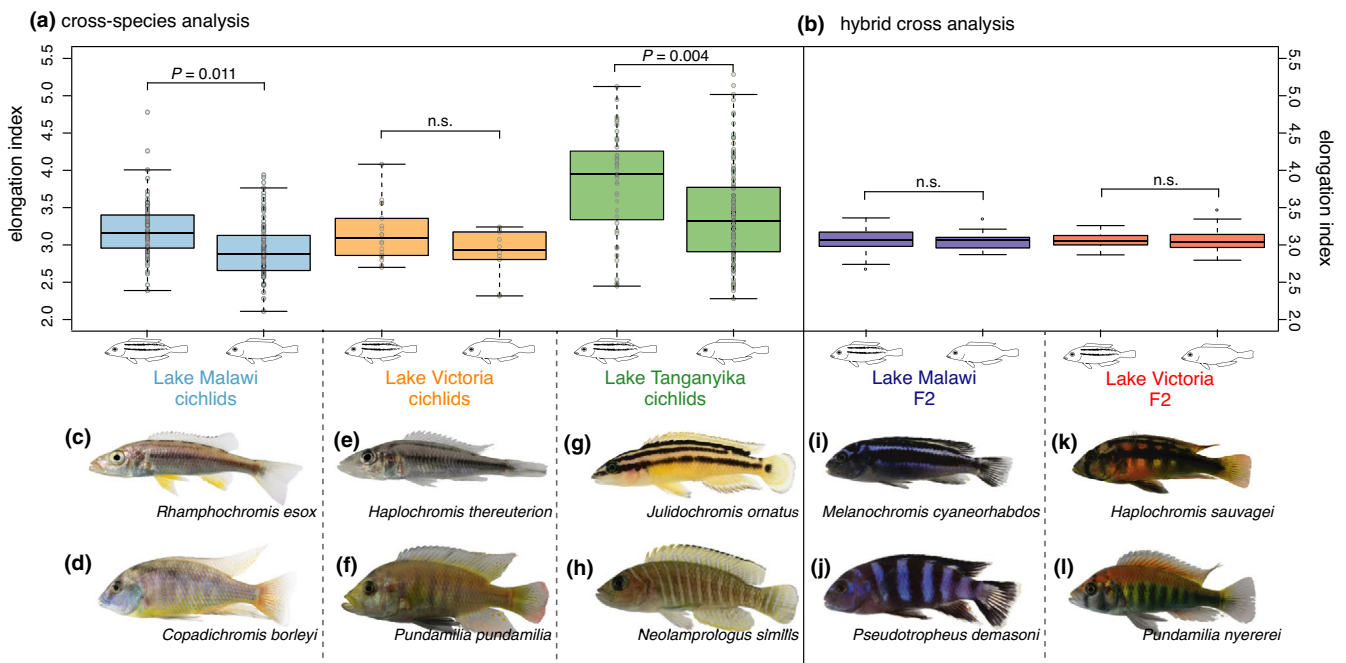 (a) cross-species analysis
(b) hybrid cross analysis
elongation index
5.5
5.0
4.5
4.0
3.5
3.0
2.5
2.0
P = 0.011
n.s.
P = 0.004
n.s.
n.s.
5.5
5.0
4.5
4.0
3.5
3.0
2.5
2.0
elongation index
Lake Malawi
cichlids
Lake Victoria
cichlids
Lake Tanganyika
cichlids
Lake Malawi
F2
Lake Victoria
F2
(c)
Rhamphochromis esox
(e)
Haplochromis thereuterion
(g)
Julidochromis ornatus
(i)
Melanochromis cyaneorhabdos
(k)
Haplochromis sauvagei
(d)
Copadichromis borleyi
(f)
Pundamilia pundamilia
(h)
Neolamprologus similis
(j)
Pseudotropheus demasoni
(l)
Pundamilia nyererei